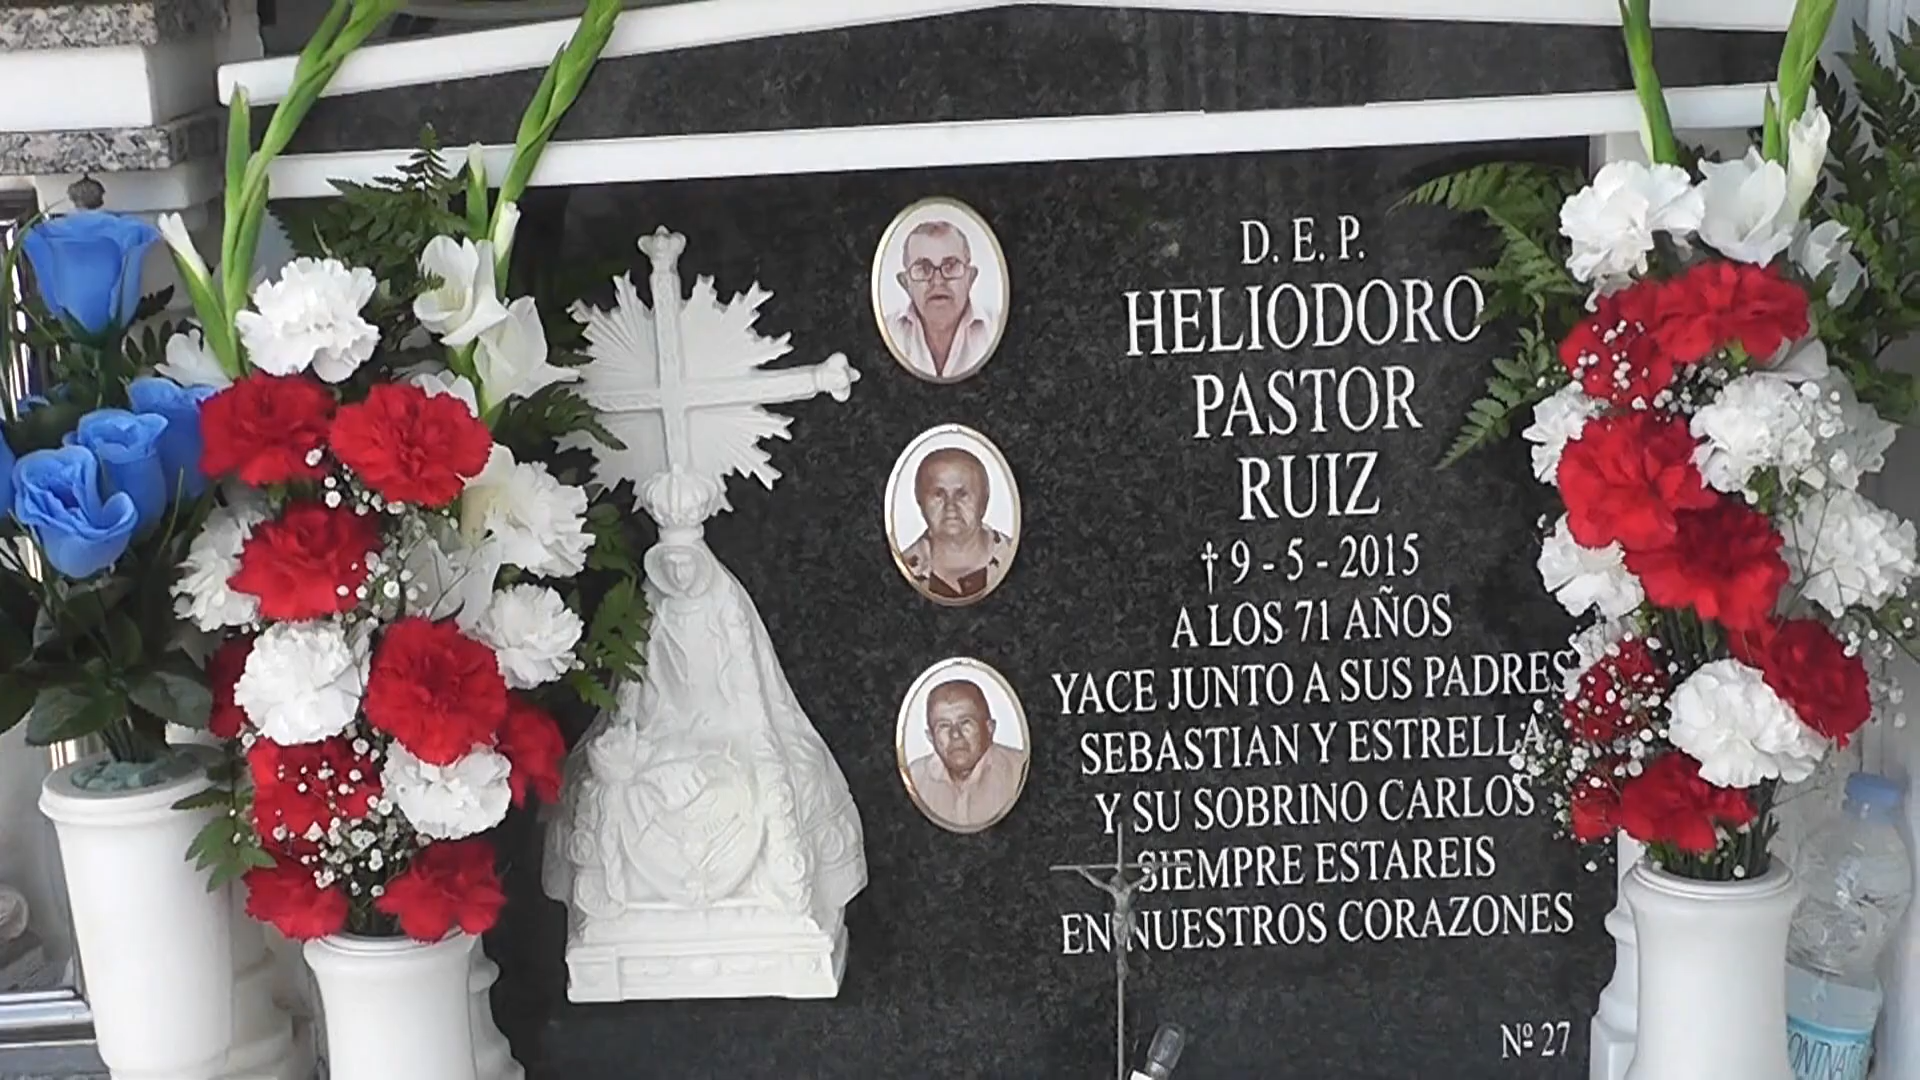 D. E. P.
HELIODORO
PASTOR
RUIZ
† 9 - 5 - 2015
A LOS 71 AÑOS
YACE JUNTO A SUS PADRES
SEBASTIAN Y ESTRELLA
Y SU SOBRINO CARLOS
SIEMPRE ESTAREIS
EN NUESTROS CORAZONES
Nº 27